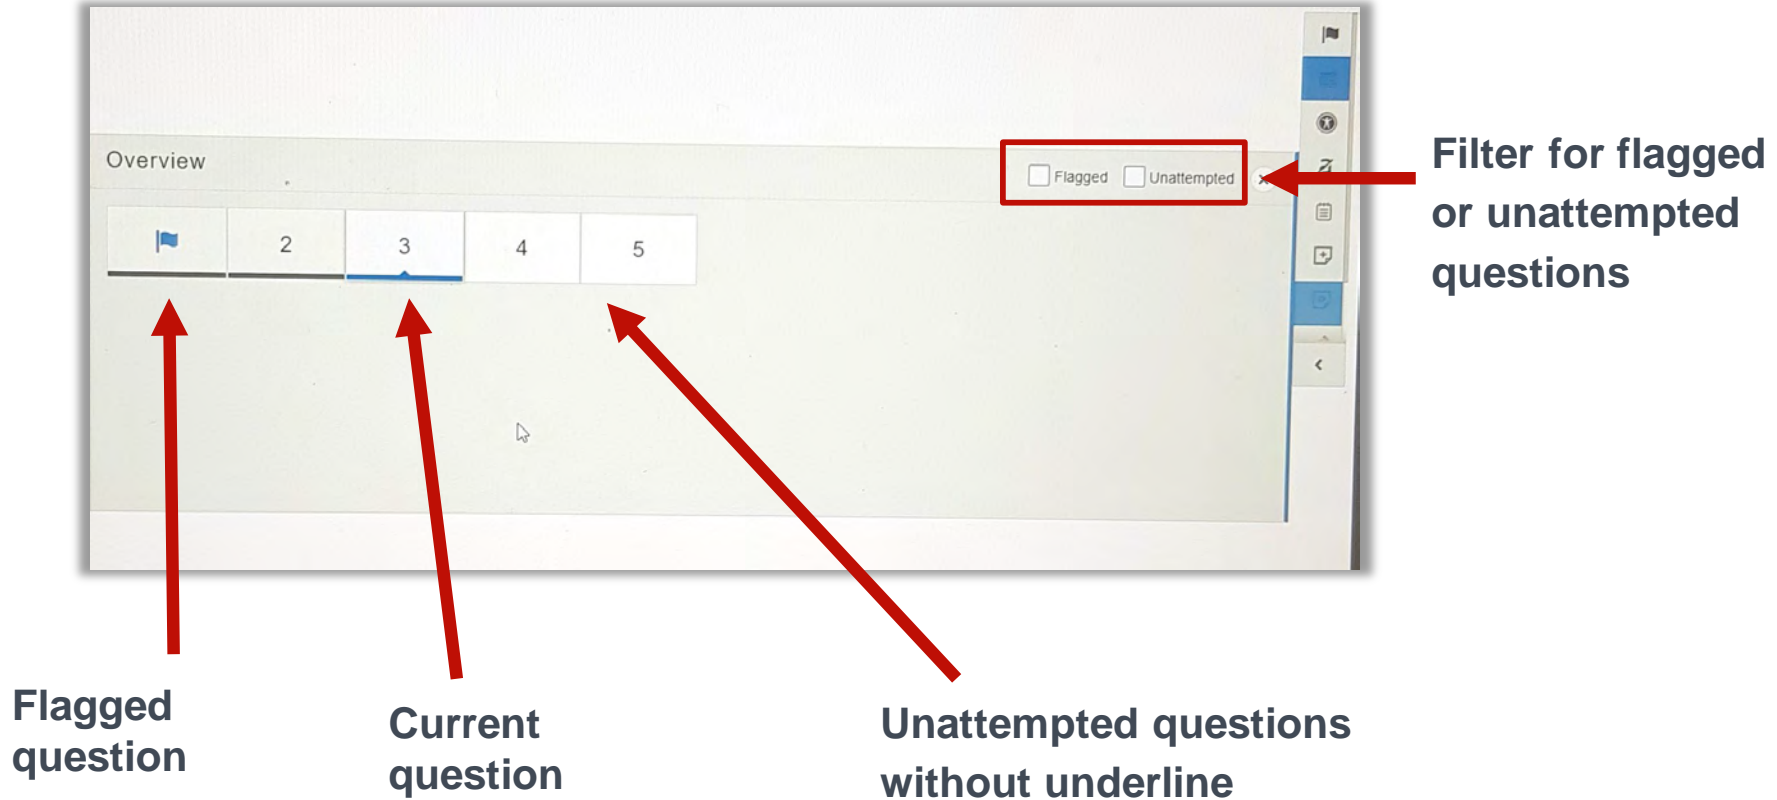 Overview
Flagged Unattempted
2 3 4 5
Filter for flagged
or unattempted
questions
Flagged
question
Current
question
Unattempted questions
without underline